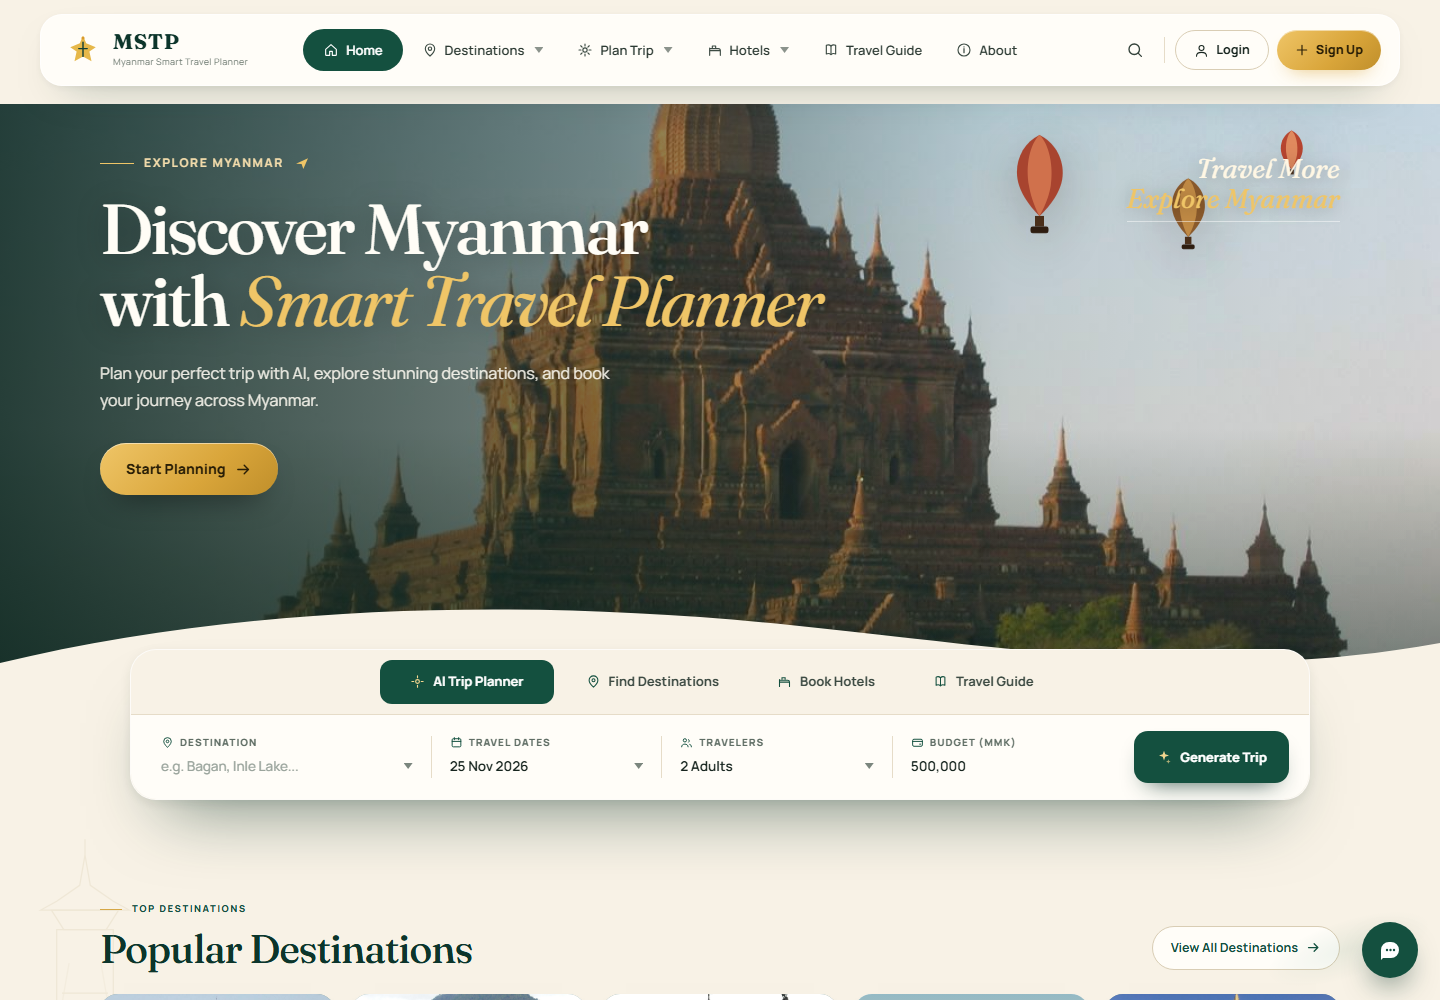 MSTP
Myanmar Smart Travel Planner
Home
Destinations
Plan Trip
Hotels
Travel Guide
About
Login
Sign Up
EXPLORE MYANMAR
Travel More
Explore Myanmar
Discover Myanmar
with Smart Travel Planner
Plan your perfect trip with AI, explore stunning destinations, and book
your journey across Myanmar.
Start Planning
AI Trip Planner
Find Destinations
Book Hotels
Travel Guide
DESTINATION
e.g. Bagan, Inle Lake...
TRAVEL DATES
25 Nov 2026
TRAVELERS
2 Adults
BUDGET (MMK)
500,000
Generate Trip
TOP DESTINATIONS
Popular Destinations
View All Destinations